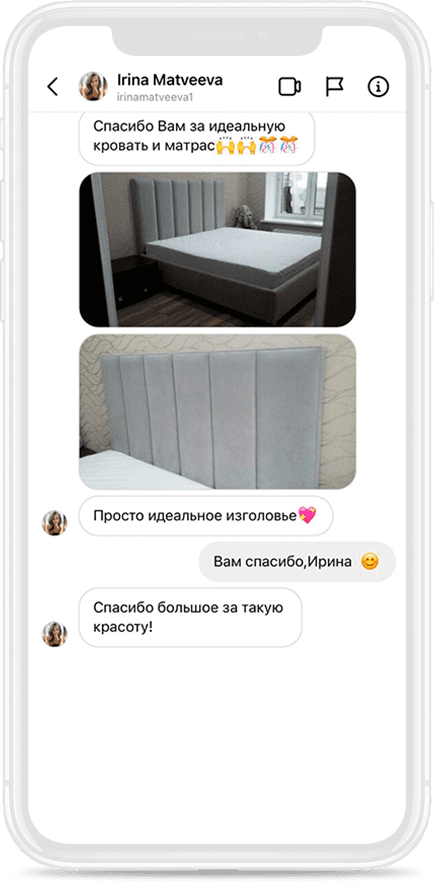 Irina Matveeva
irinamatveeva1
Спасибо Вам за идеальную
кровать и матрас🙌🙌🎊🎊
Просто идеальное изголовье💖
Вам спасибо,Ирина 😊
Спасибо большое за такую
красоту!